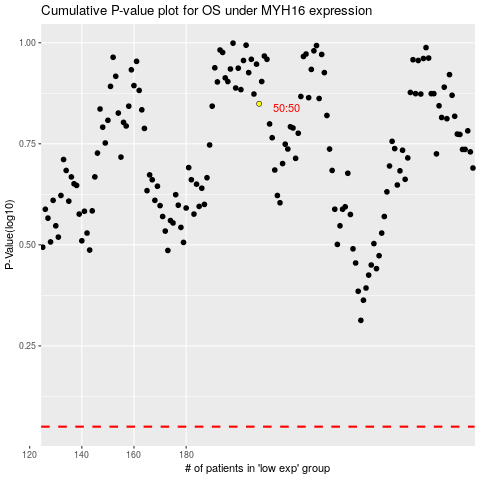 Cumulative P-value plot for OS under MYH16 expression
1.00
50:50
0.75
P-Value(log10)
0.50
0.25
120 140 160 180
# of patients in 'low exp' group